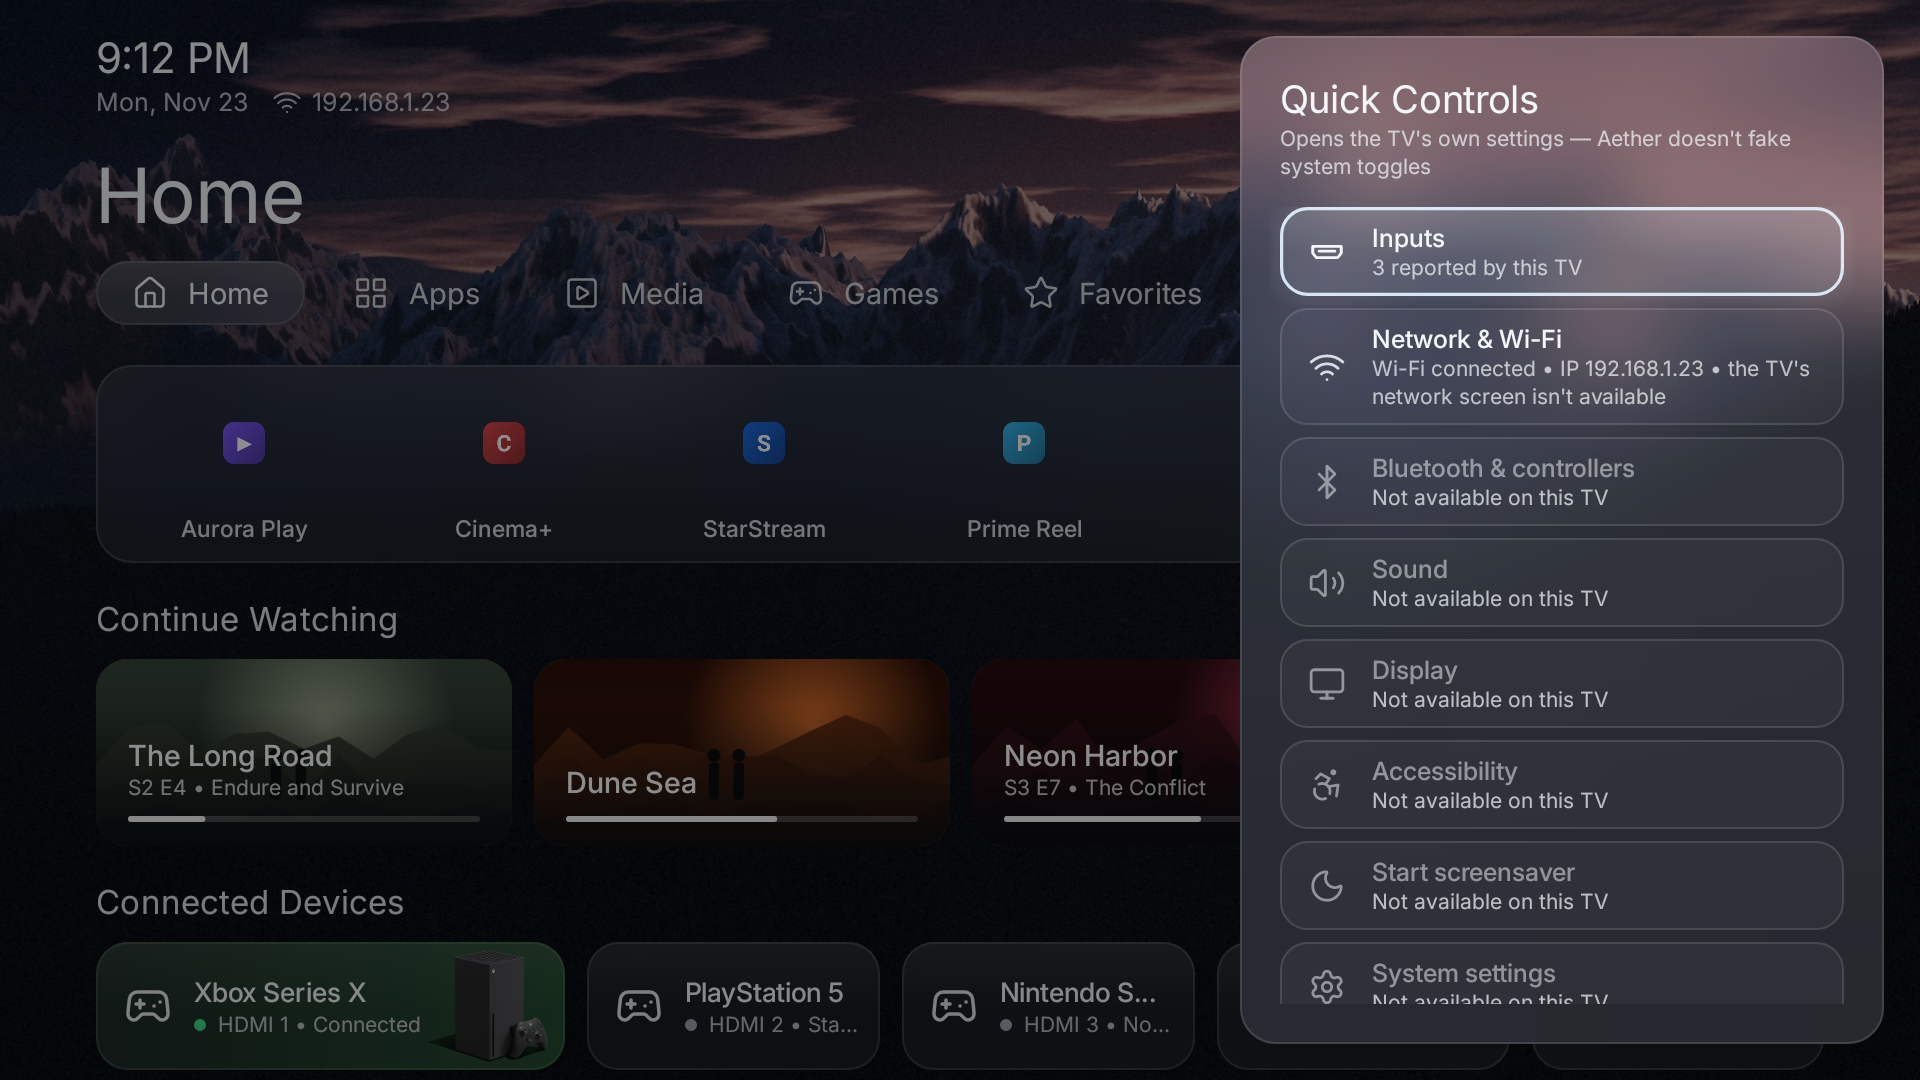 9:12 PM
Mon, Nov 23 192.168.1.23
Home
Home Apps Media Games Favorites
C S P
Aurora Play Cinema+ StarStream Prime Reel
Continue Watching
The Long Road
S2 E4 • Endure and Survive
Dune Sea
Neon Harbor
S3 E7 • The Conflict
Connected Devices
Xbox Series X
HDMI 1 • Connected
PlayStation 5
HDMI 2 • Sta...
Nintendo S...
HDMI 3 • No...
Quick Controls
Opens the TV's own settings — Aether doesn't fake
system toggles
Inputs
3 reported by this TV
Network & Wi-Fi
Wi-Fi connected • IP 192.168.1.23 • the TV's
network screen isn't available
Bluetooth & controllers
Not available on this TV
Sound
Not available on this TV
Display
Not available on this TV
Accessibility
Not available on this TV
Start screensaver
Not available on this TV
System settings
Not available on this TV